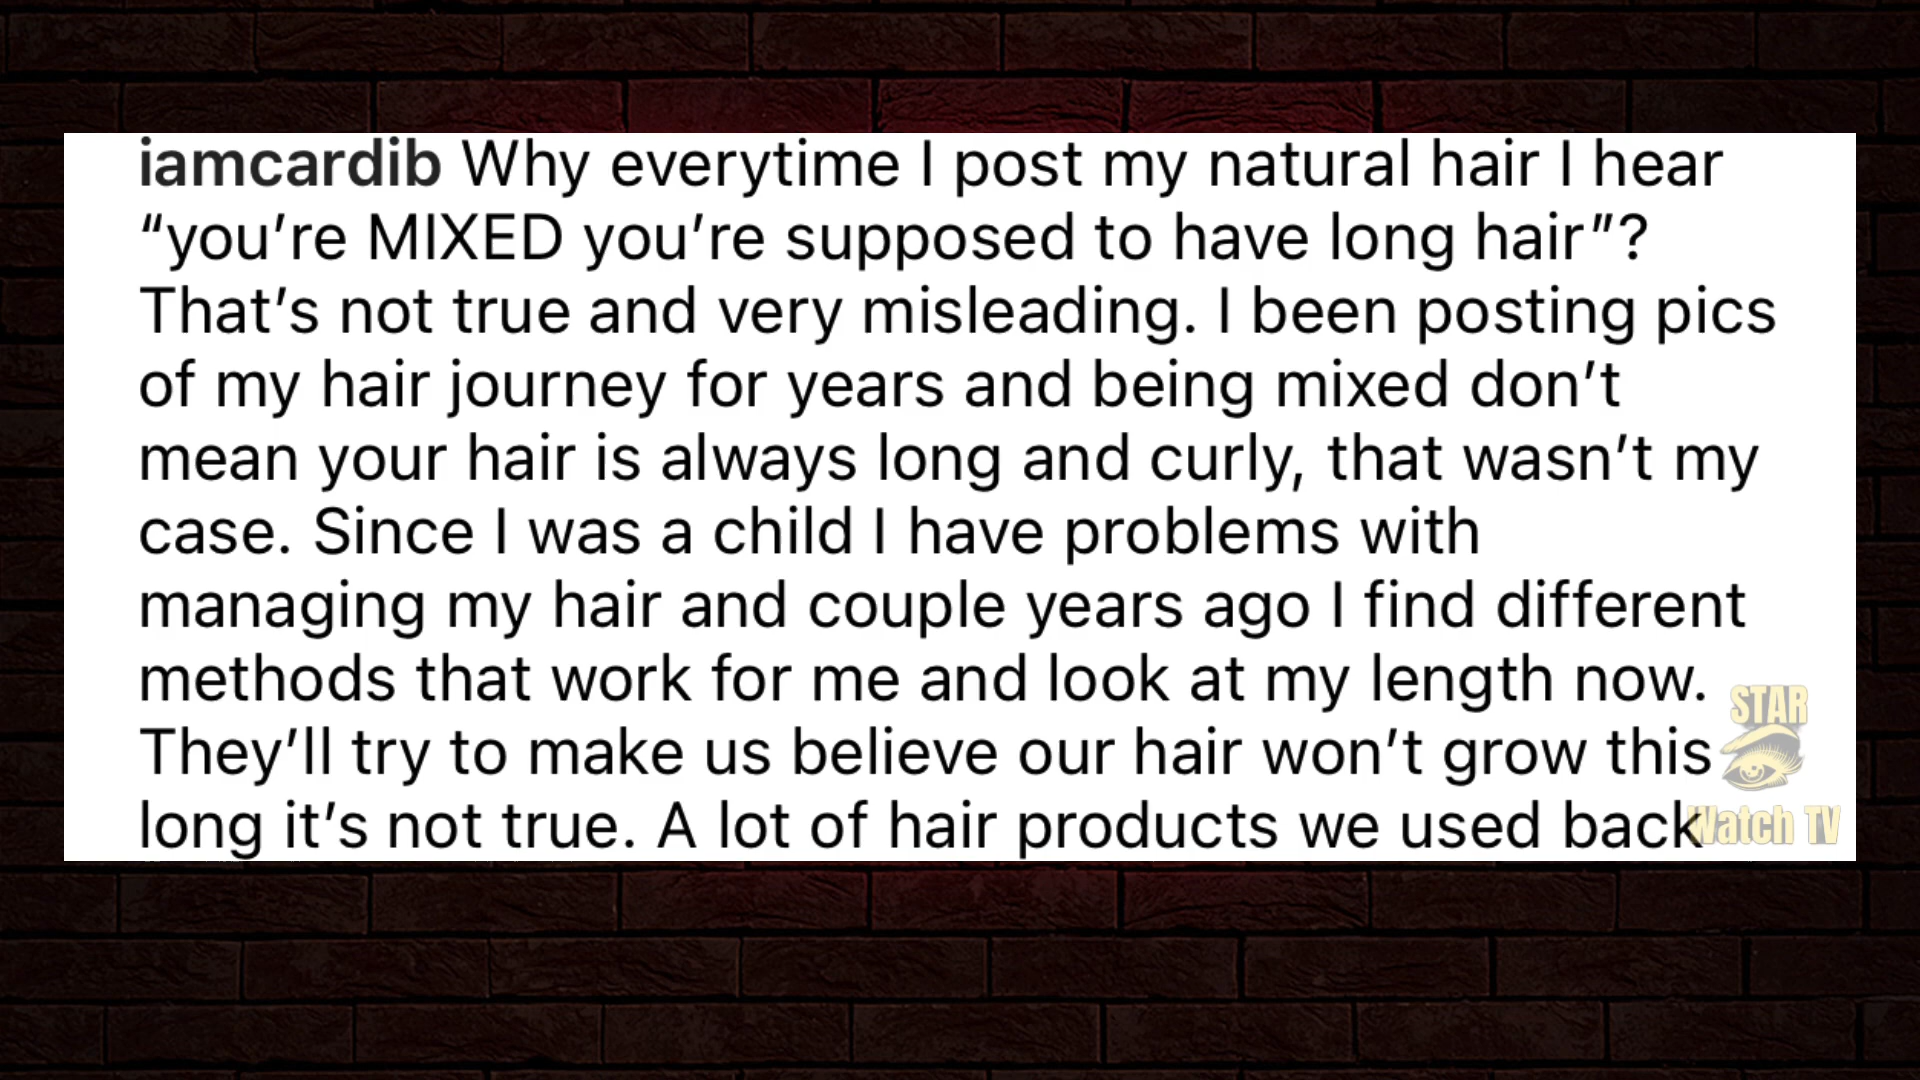 iamcardib Why everytime I post my natural hair I hear
“you’re MIXED you’re supposed to have long hair”?
That’s not true and very misleading. I been posting pics
of my hair journey for years and being mixed don’t
mean your hair is always long and curly, that wasn’t my
case. Since I was a child I have problems with
managing my hair and couple years ago I find different
methods that work for me and look at my length now.
They’ll try to make us believe our hair won’t grow this
long it’s not true. A lot of hair products we used back
STAR
Watch TV